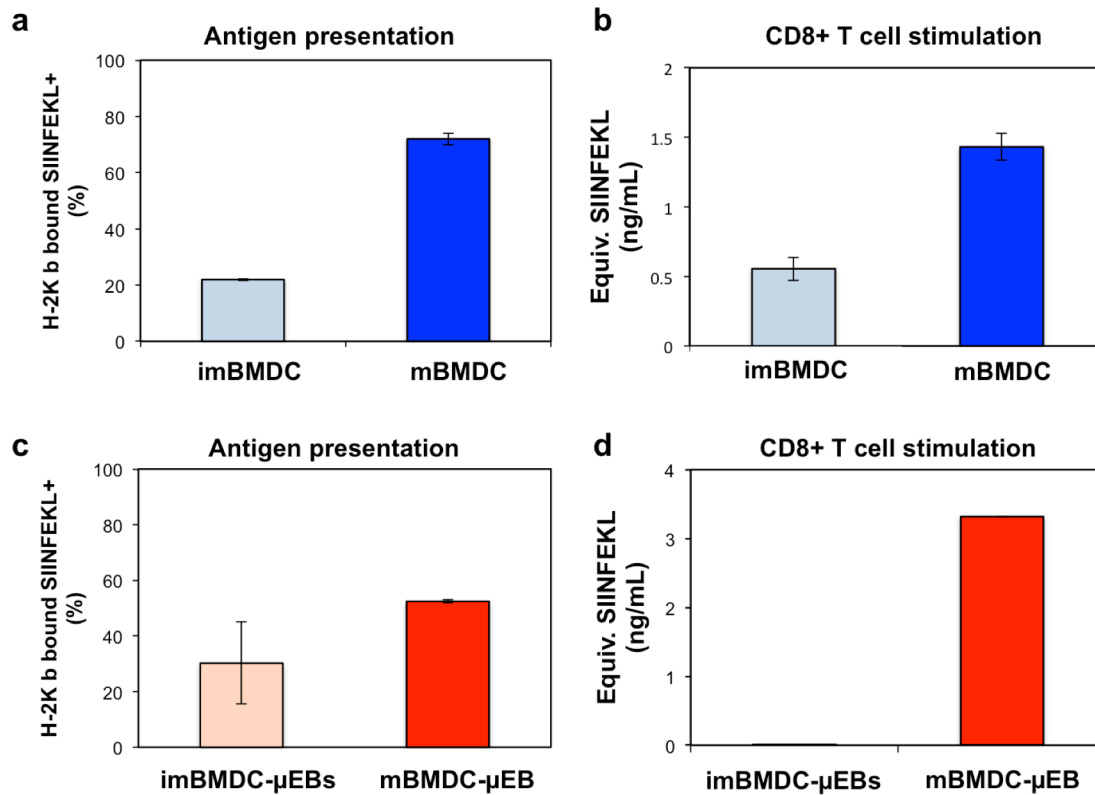 a
Antigen presentation
H-2K b bound SIINFEKL+
(%)
100
80
60
40
20
0
imBMDC
mBMDC
b
CD8+ T cell stimulation
Equiv. SIINFEKL
(ng/mL)
2
1.5
1
0.5
0
imBMDC
mBMDC
c
Antigen presentation
H-2K b bound SIINFEKL+
(%)
100
80
60
40
20
0
imBMDC-µEBs
mBMDC-µEB
d
CD8+ T cell stimulation
Equiv. SIINFEKL
(ng/mL)
4
3
2
1
0
imBMDC-µEBs
mBMDC-µEB